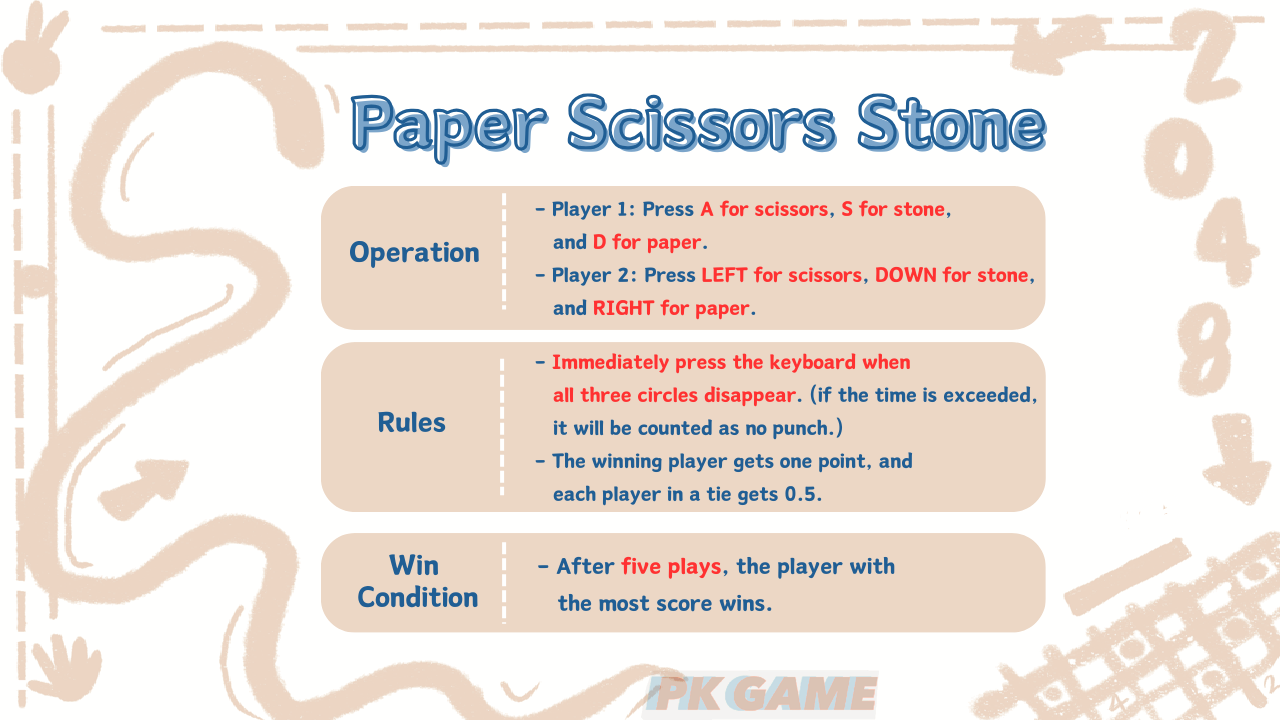 2
0
4
8
Paper Scissors Stone
Operation
- Player 1: Press A for scissors, S for stone,
and D for paper.
- Player 2: Press LEFT for scissors, DOWN for stone,
and RIGHT for paper.
Rules
- Immediately press the keyboard when
all three circles disappear. (if the time is exceeded,
it will be counted as no punch.)
- The winning player gets one point, and
each player in a tie gets 0.5.
Win
Condition
- After five plays, the player with
the most score wins.
PK GAME
4
2